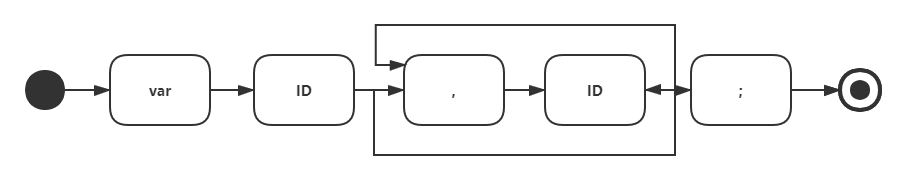 var ID , ID ;